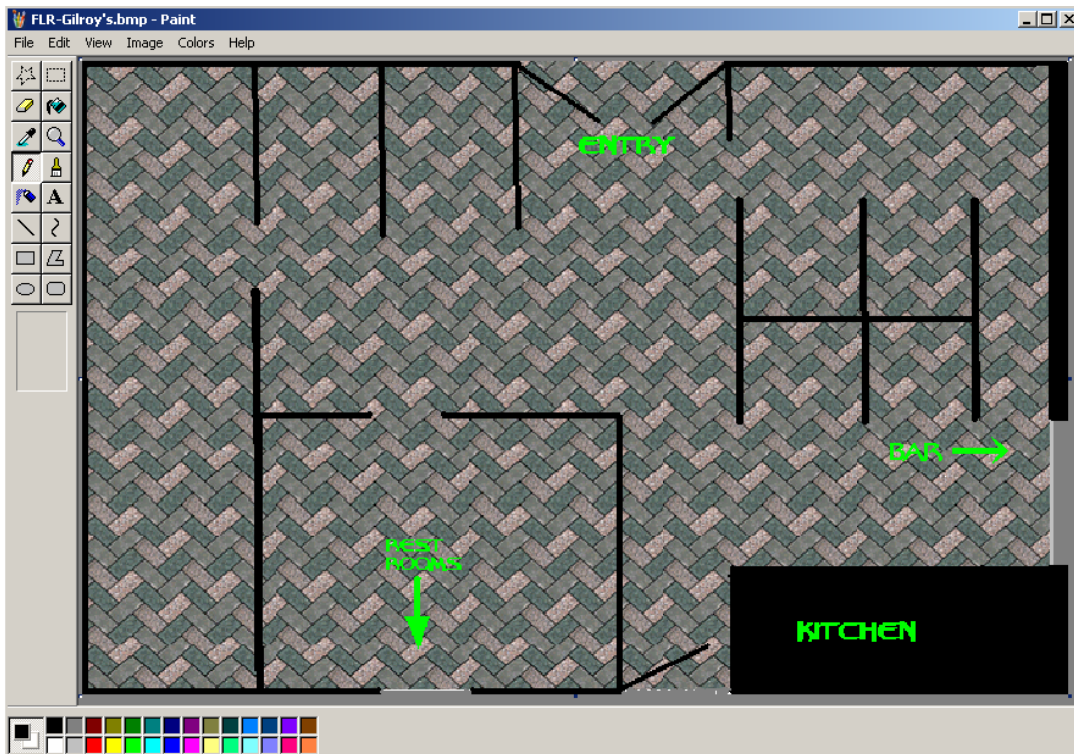 FLR-Gilroy's.bmp - Paint
File Edit View Image Colors Help
A
ENTRY
BAR
REST
ROOMS
KITCHEN